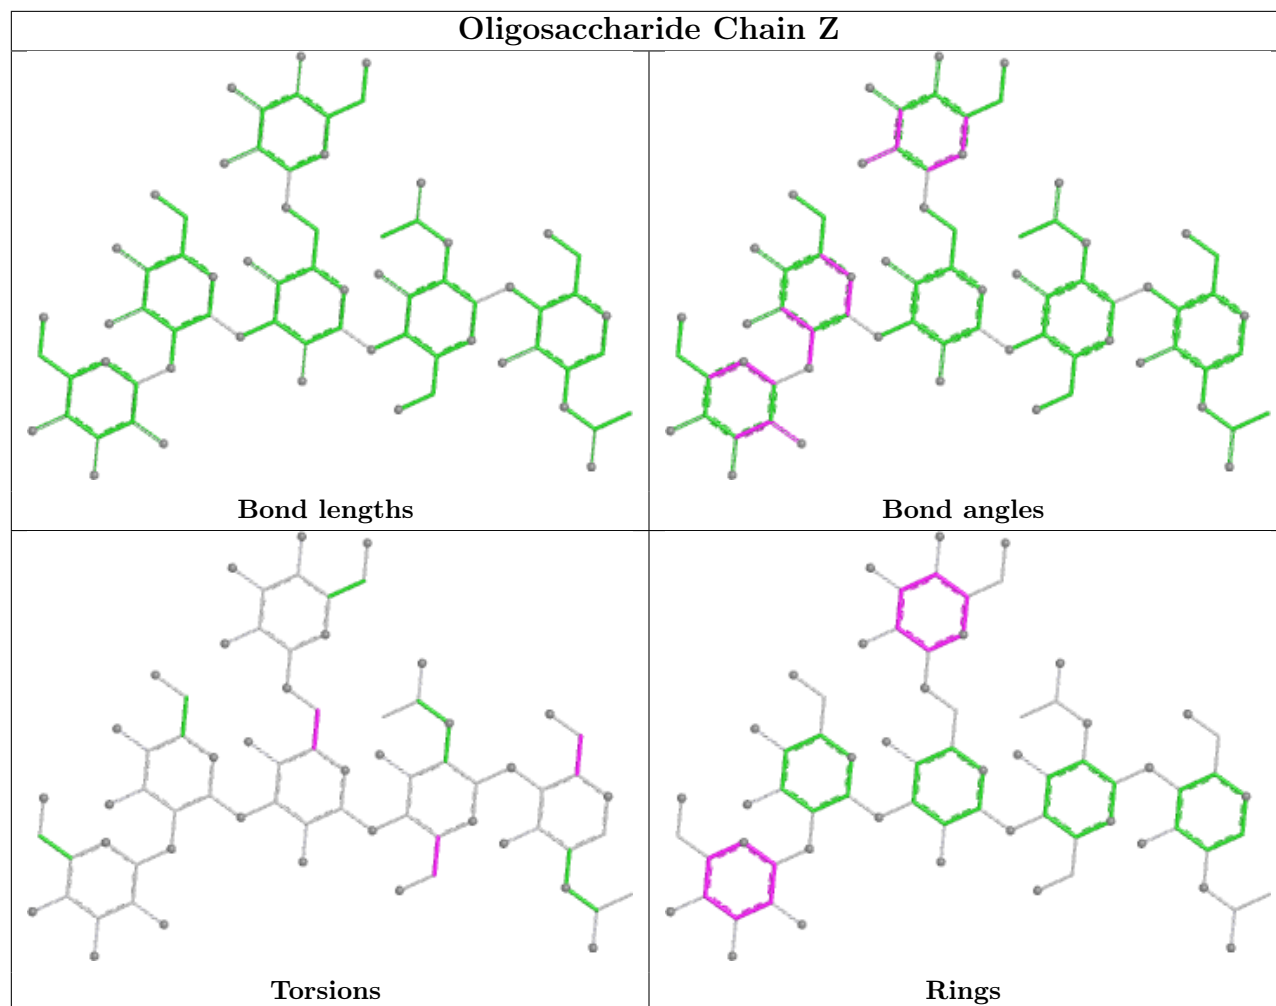 Oligosaccharide Chain Z
Bond lengths
Bond angles
Torsions
Rings